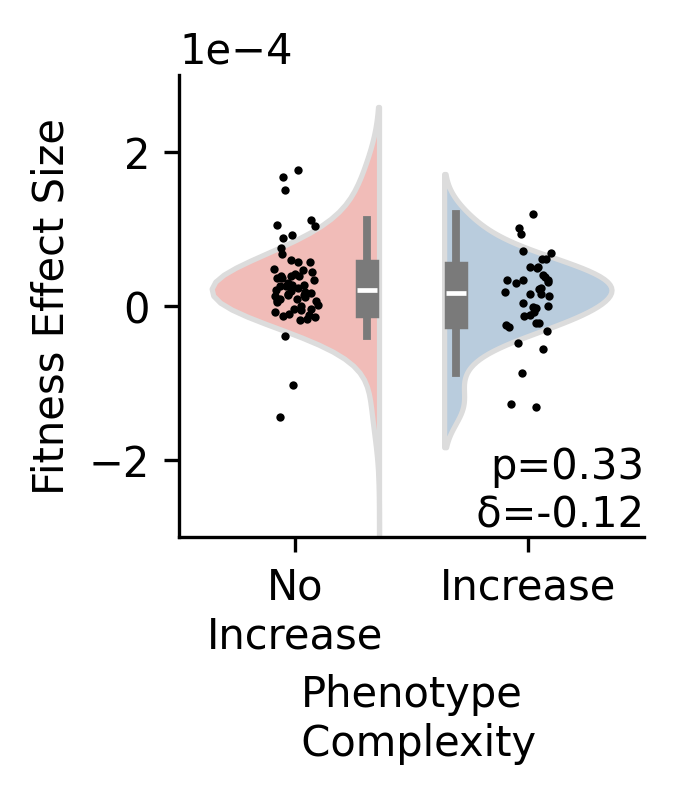 1e−4
Fitness Effect Size
2
0
−2
p=0.33
δ=-0.12
No
Increase
Increase
Phenotype
Complexity